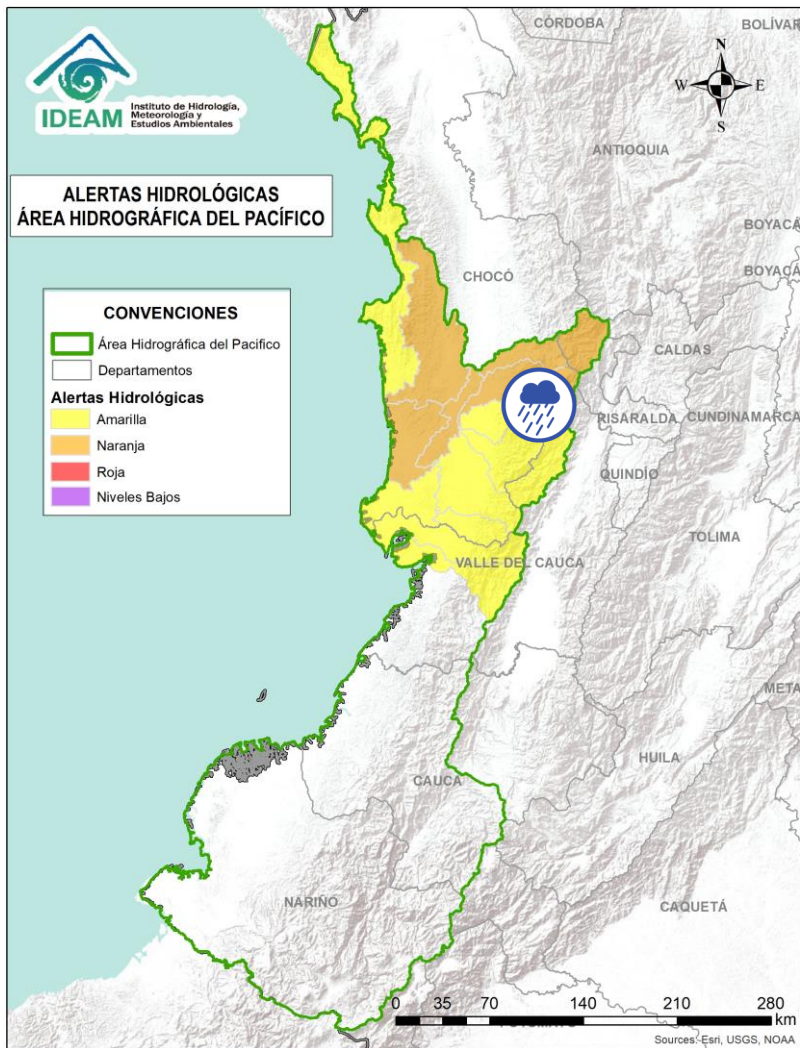 IDEAM
Instituto de Hidrología,
Meteorología y
Estudios Ambientales
ALERTAS HIDROLÓGICAS
ÁREA HIDROGRÁFICA DEL PACÍFICO
CONVENCIONES
Área Hidrográfica del Pacifico
Departamentos
Alertas Hidrológicas
Amarilla
Naranja
Roja
Niveles Bajos
N
W
E
S
CÓRDOBA
BOLÍVAR
ANTIOQUIA
BOYACÁ
BOYACÁ
CHOCÓ
CALDAS
RISARALDA
CUNDINAMARCA
QUINDÍO
TOLIMA
VALLE DEL CAUCA
META
HUILA
CAUCA
NARIÑO
CAQUETÁ
0 35 70 140 210 280
km
Sources: Esri, USGS, NOAA